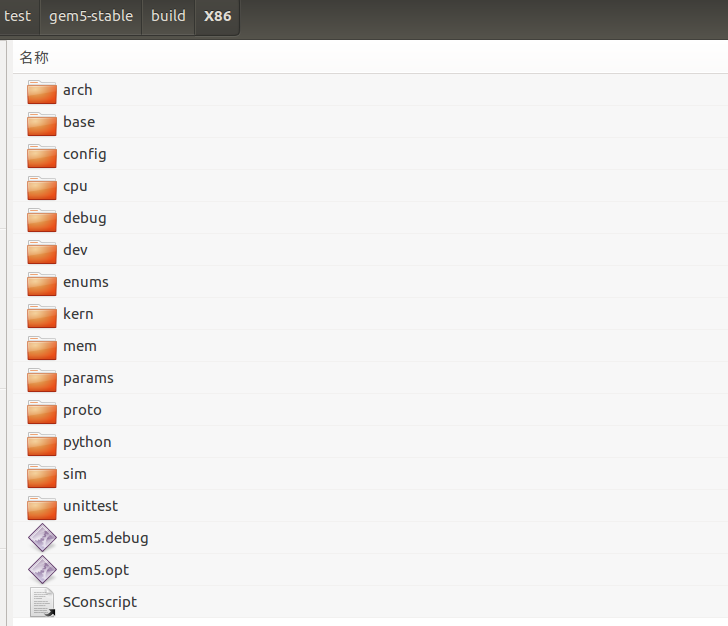 test gem5-stable build X86
名称
arch
base
config
cpu
debug
dev
enums
kern
mem
params
proto
python
sim
unittest
gem5.debug
gem5.opt
SConscript